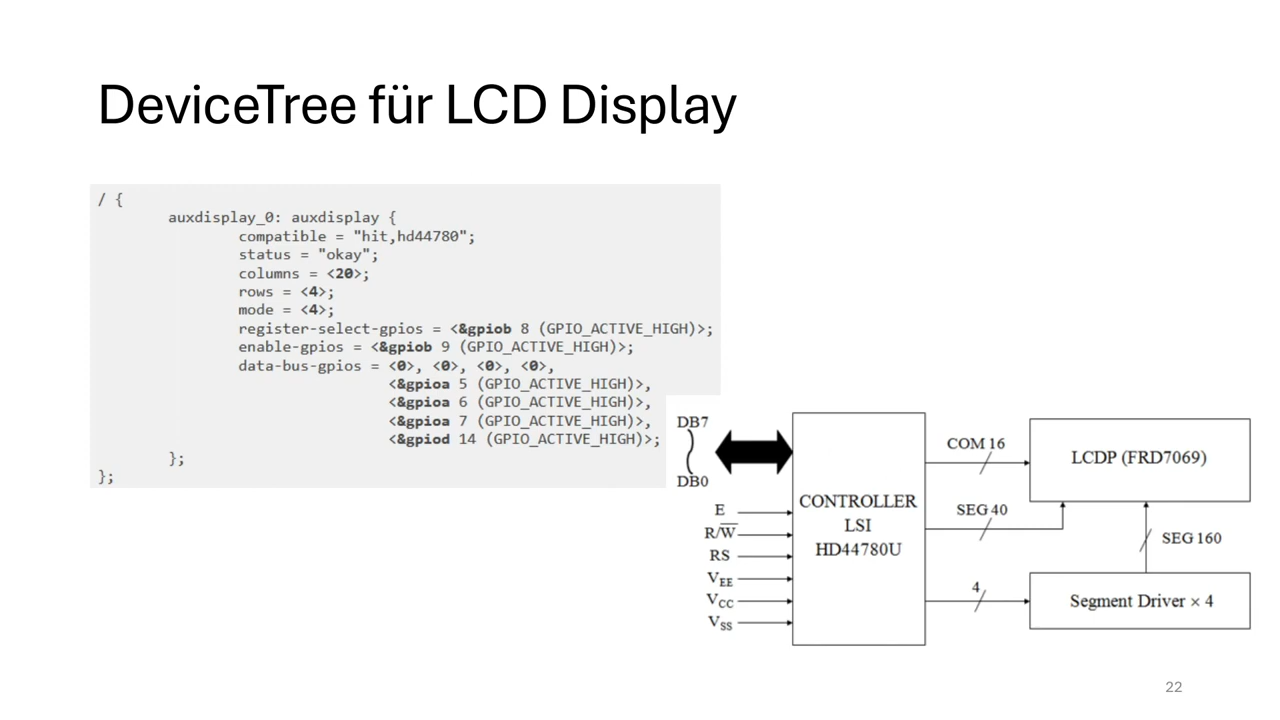 DeviceTree für LCD Display
/ {
auxdisplay_0: auxdisplay {
compatible = "hit,hd44780";
status = "okay";
columns = <20>;
rows = <4>;
mode = <4>;
register-select-gpios = <&gpiob 8 (GPIO_ACTIVE_HIGH)>;
enable-gpios = <&gpiob 9 (GPIO_ACTIVE_HIGH)>;
data-bus-gpios = <0>, <0>, <0>, <0>,
<&gpioa 5 (GPIO_ACTIVE_HIGH)>,
<&gpioa 6 (GPIO_ACTIVE_HIGH)>,
<&gpioa 7 (GPIO_ACTIVE_HIGH)>,
<&gpiod 14 (GPIO_ACTIVE_HIGH)>;
};
};
DB7
DB0
E
R/W̅
RS
VEE
VCC
VSS
CONTROLLER
LSI
HD44780U
COM 16
SEG 40
4
LCDP (FRD7069)
SEG 160
Segment Driver × 4
22